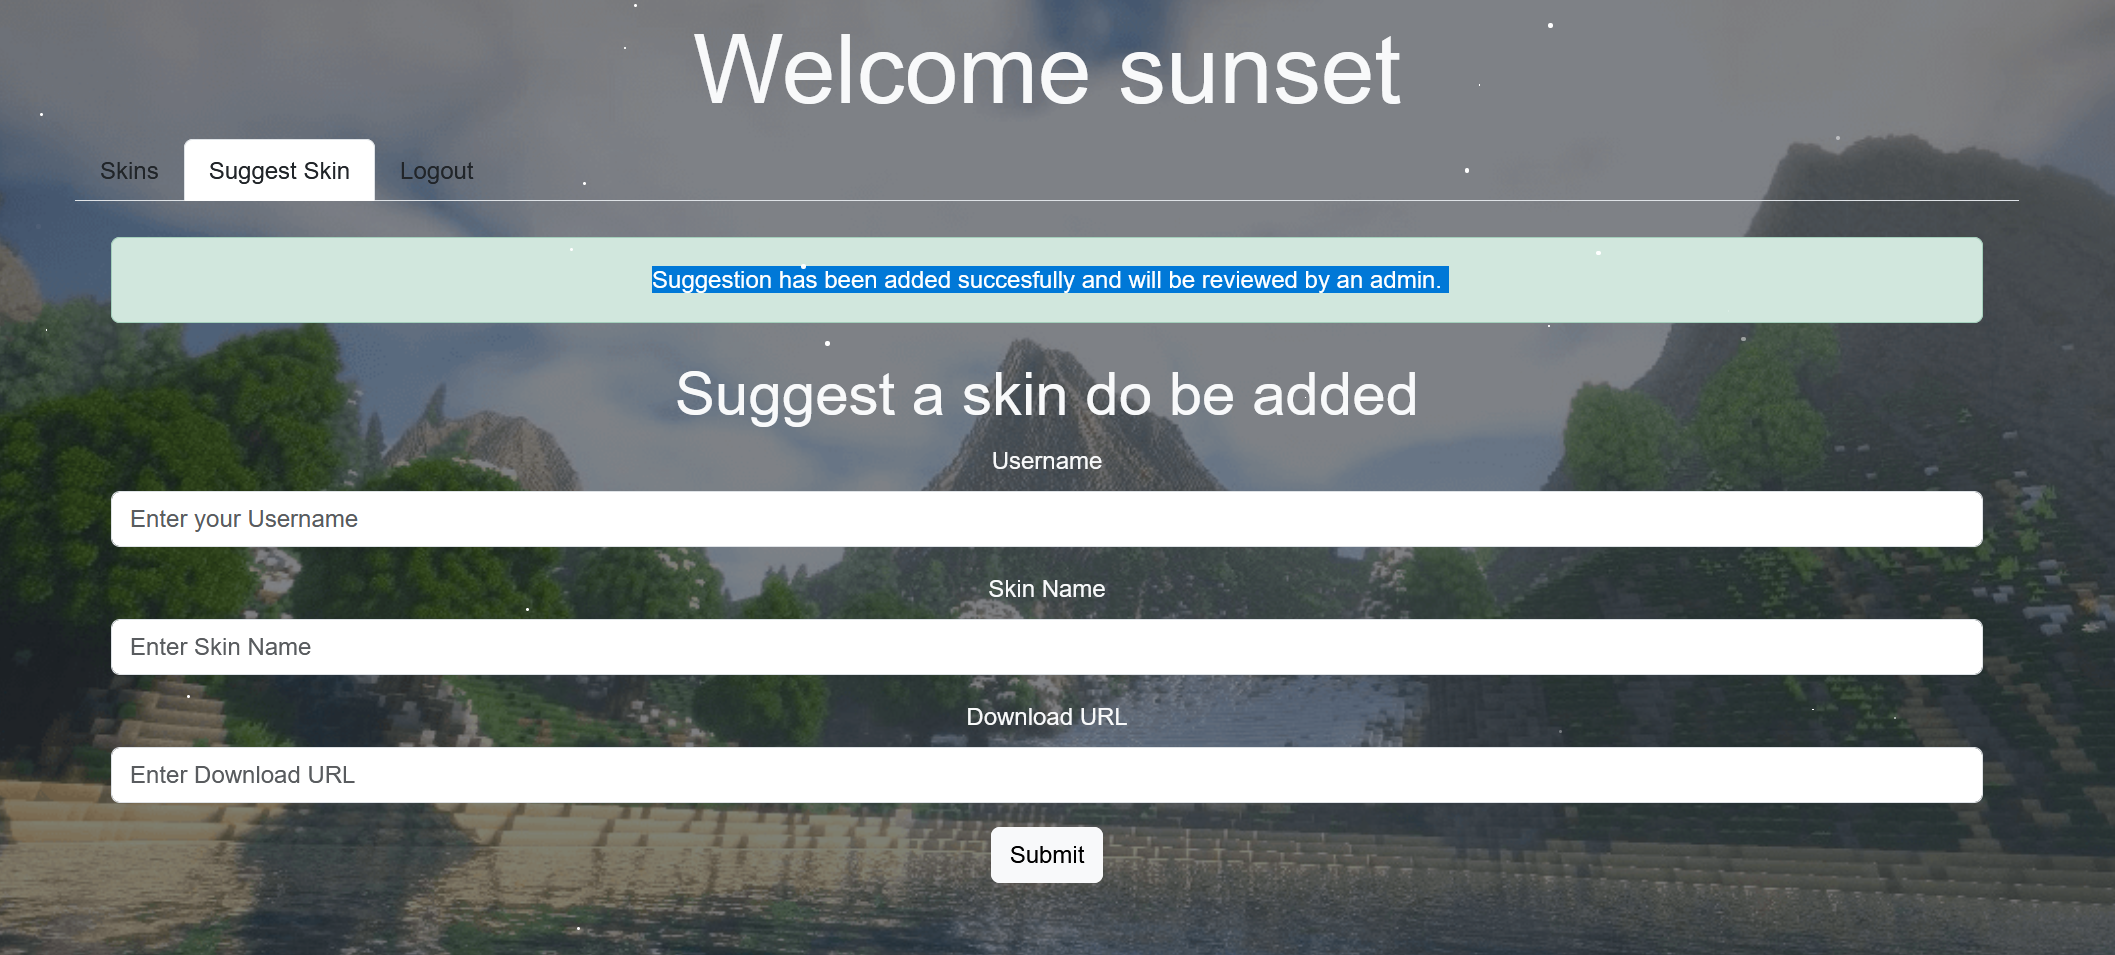 Welcome sunset
Skins Suggest Skin Logout
Suggestion has been added succesfully and will be reviewed by an admin.
Suggest a skin do be added
Username
Enter your Username
Skin Name
Enter Skin Name
Download URL
Enter Download URL
Submit